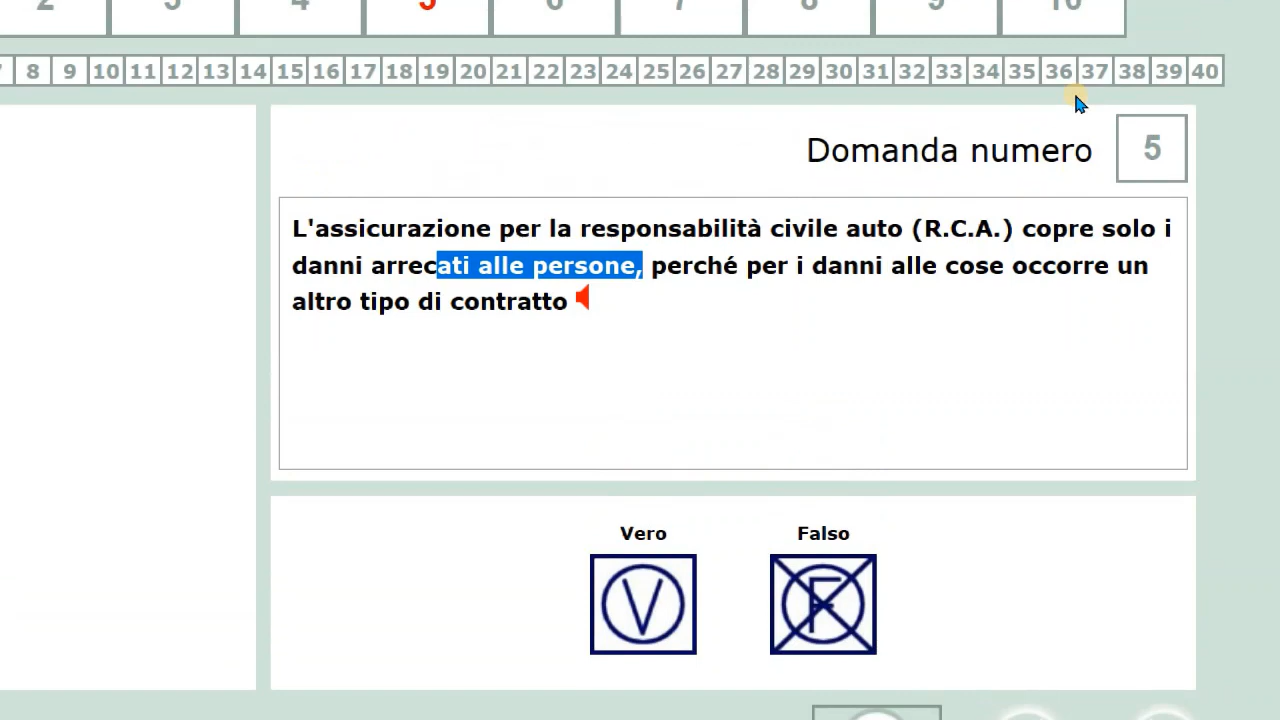 2 3 4 5 6 7 8 9 10
8 9 10 11 12 13 14 15 16 17 18 19 20 21 22 23 24 25 26 27 28 29 30 31 32 33 34 35 36 37 38 39 40
Domanda numero 5
L'assicurazione per la responsabilità civile auto (R.C.A.) copre solo i
danni arrecati alle persone, perché per i danni alle cose occorre un
altro tipo di contratto
Vero Falso
V F